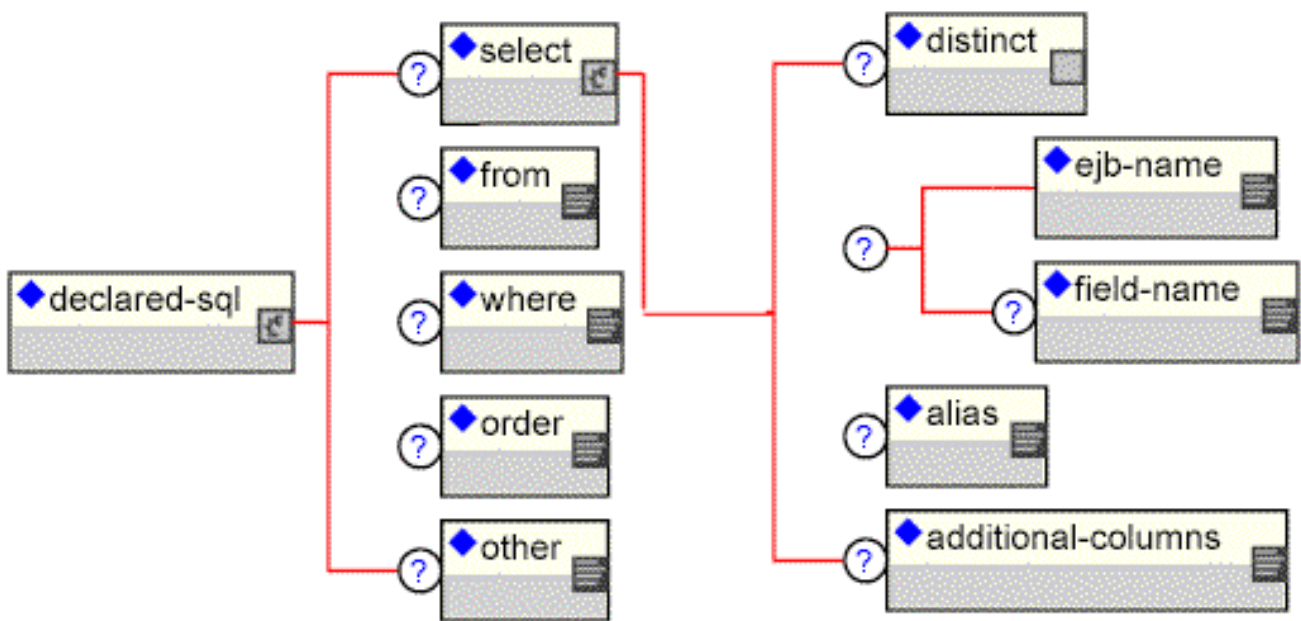 declared-sql
?
select
?
from
?
where
?
order
?
other
?
distinct
?
ejb-name
?
field-name
?
alias
?
additional-columns